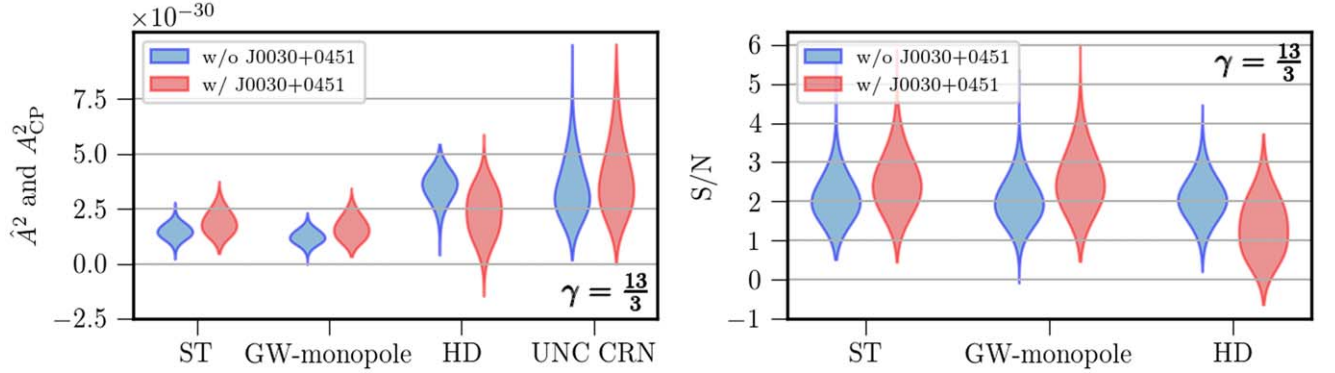 ×10⁻³⁰
w/o J0030+0451
w/ J0030+0451
7.5
5.0
2.5
0.0
−2.5
Â² and A²_CP
γ = 13/3
ST GW-monopole HD UNC CRN
w/o J0030+0451
w/ J0030+0451
γ = 13/3
6
5
4
3
2
1
0
−1
S/N
ST GW-monopole HD